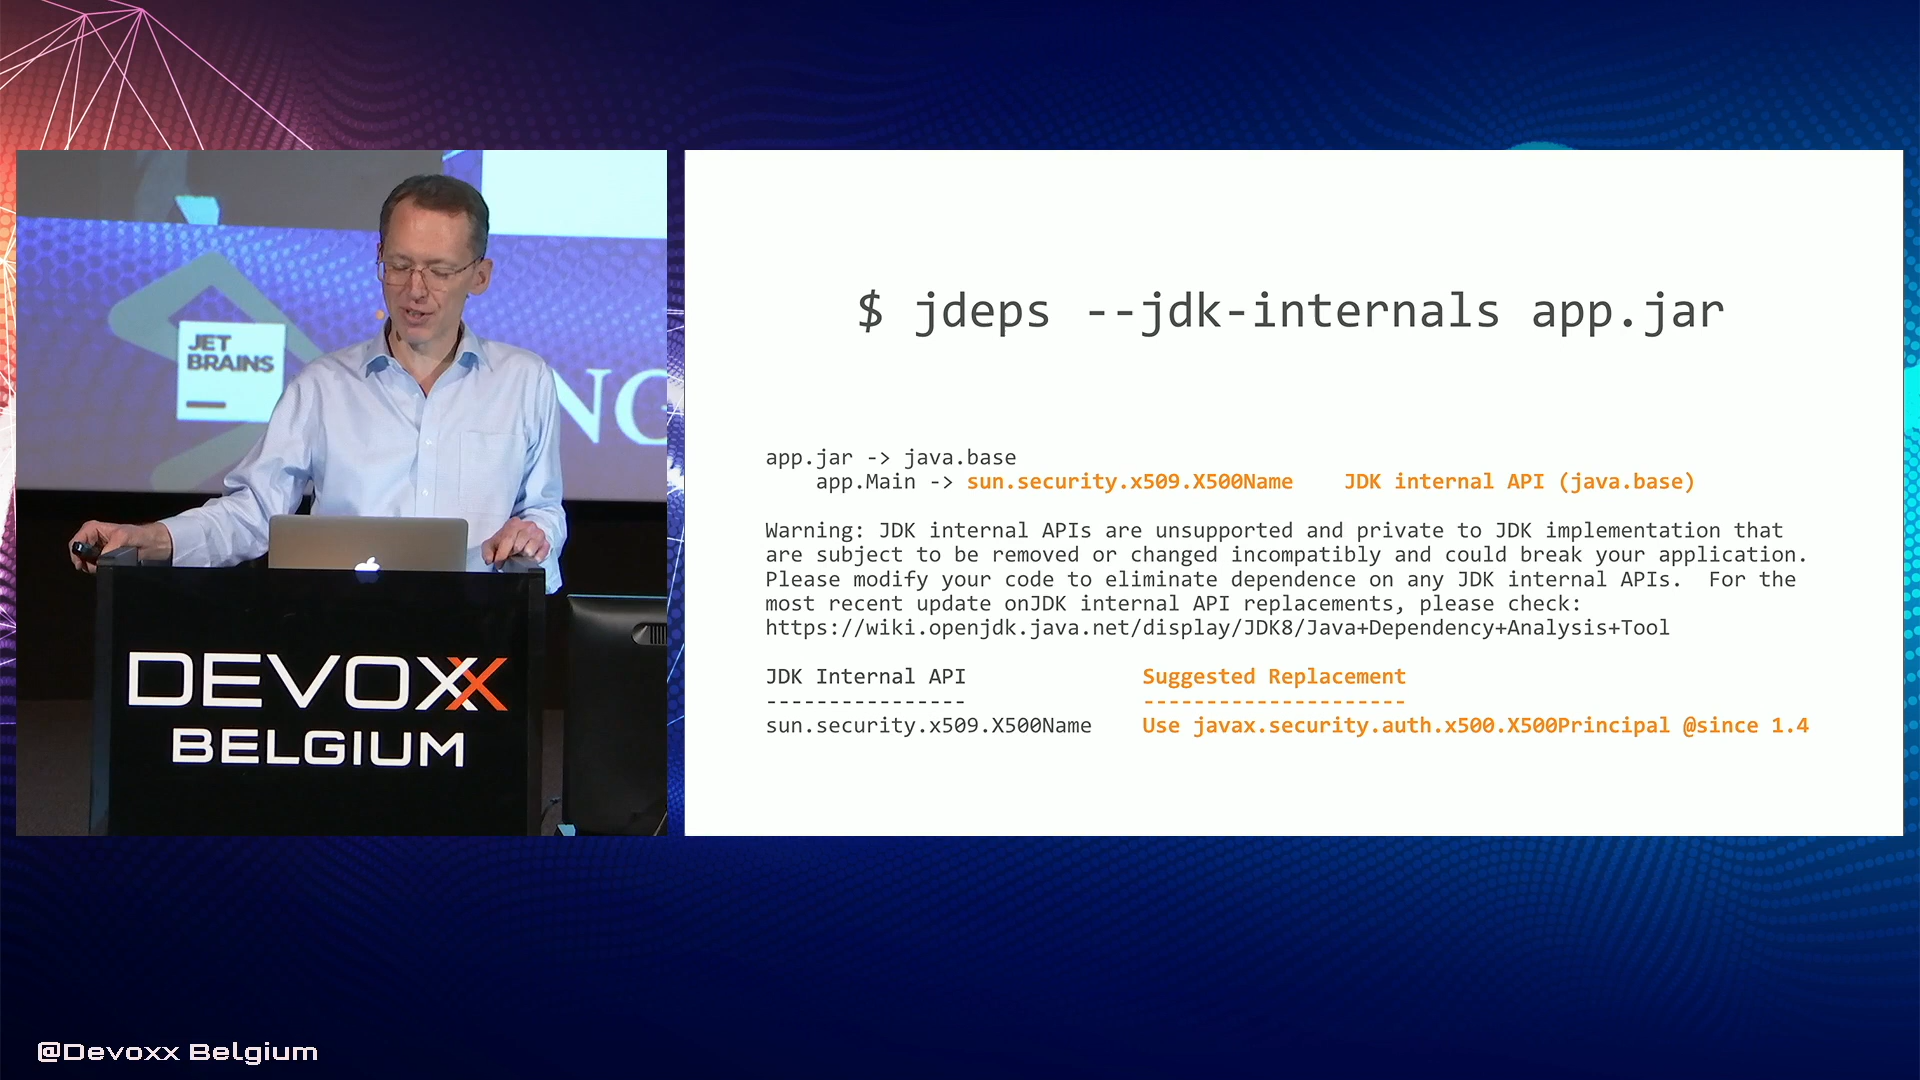 JET
BRAINS
NG
DEVOXX
BELGIUM
$ jdeps --jdk-internals app.jar
app.jar -> java.base
app.Main -> sun.security.x509.X500Name JDK internal API (java.base)
Warning: JDK internal APIs are unsupported and private to JDK implementation that
are subject to be removed or changed incompatibly and could break your application.
Please modify your code to eliminate dependence on any JDK internal APIs. For the
most recent update onJDK internal API replacements, please check:
https://wiki.openjdk.java.net/display/JDK8/Java+Dependency+Analysis+Tool
JDK Internal API Suggested Replacement
---------------- ---------------------
sun.security.x509.X500Name Use javax.security.auth.x500.X500Principal @since 1.4
@Devoxx Belgium